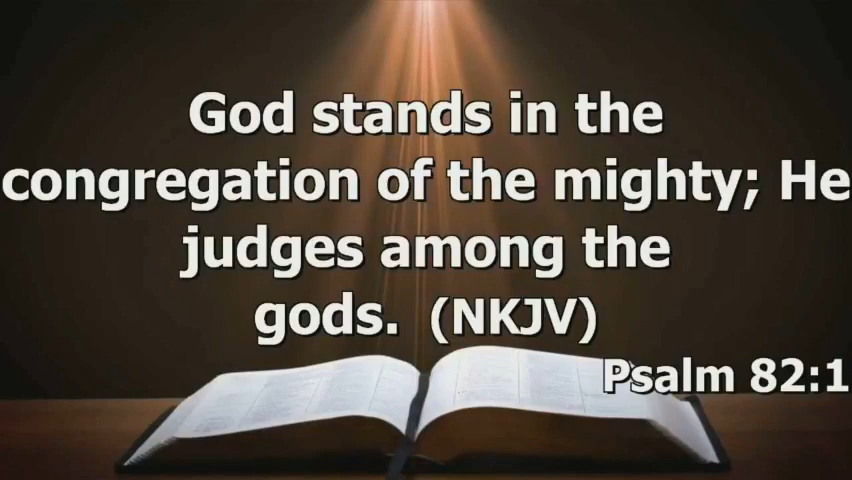 God stands in the
congregation of the mighty; He
judges among the
gods. (NKJV)
Psalm 82:1